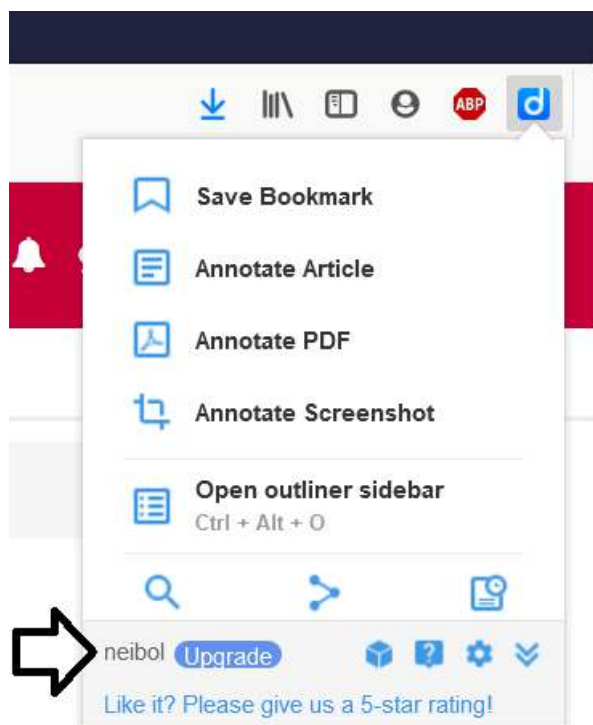 ABP
d
Save Bookmark
Annotate Article
Annotate PDF
Annotate Screenshot
Open outliner sidebar
Ctrl + Alt + O
neibol Upgrade ?
Like it? Please give us a 5-star rating!